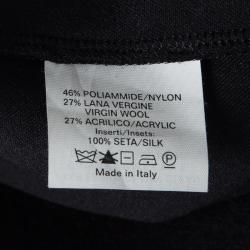 46% POLIAMMIDE/NYLON
27% LANA VERGINE
VIRGIN WOOL
27% ACRILICO/ACRYLIC
Inserti/Insets:
100% SETA/SILK
P
Made in Italy